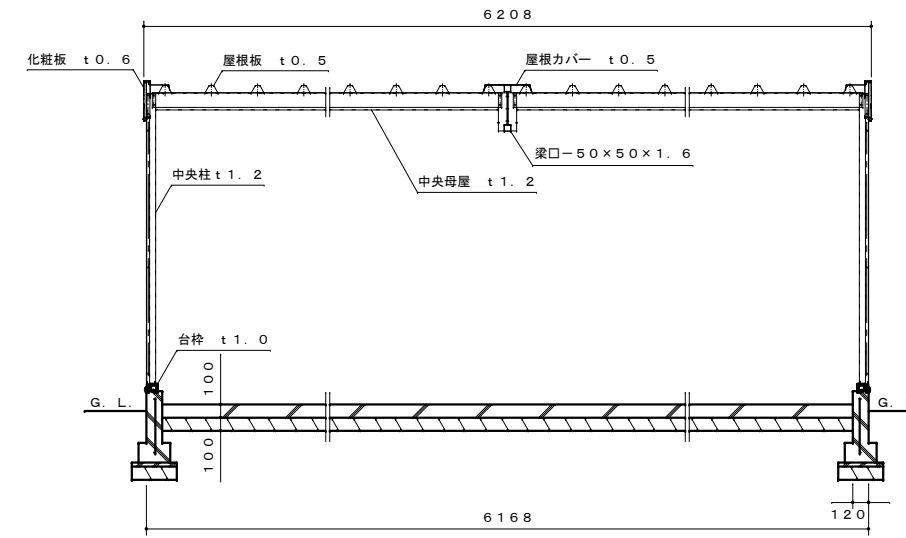 6208
化粧板 t0.6
屋根板 t0.5
屋根カバー t0.5
梁口－50×50×1.6
中央柱t1.2
中央母屋 t1.2
台枠 t1.0
100
G.L.
G.
100
120
6168